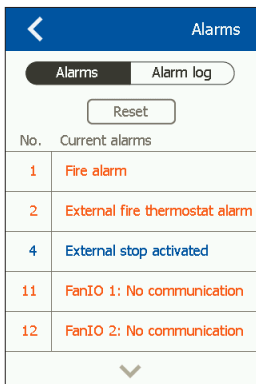 Alarms
Alarms Alarm log
Reset
No. Current alarms
1 Fire alarm
2 External fire thermostat alarm
4 External stop activated
11 FanIO 1: No communication
12 FanIO 2: No communication